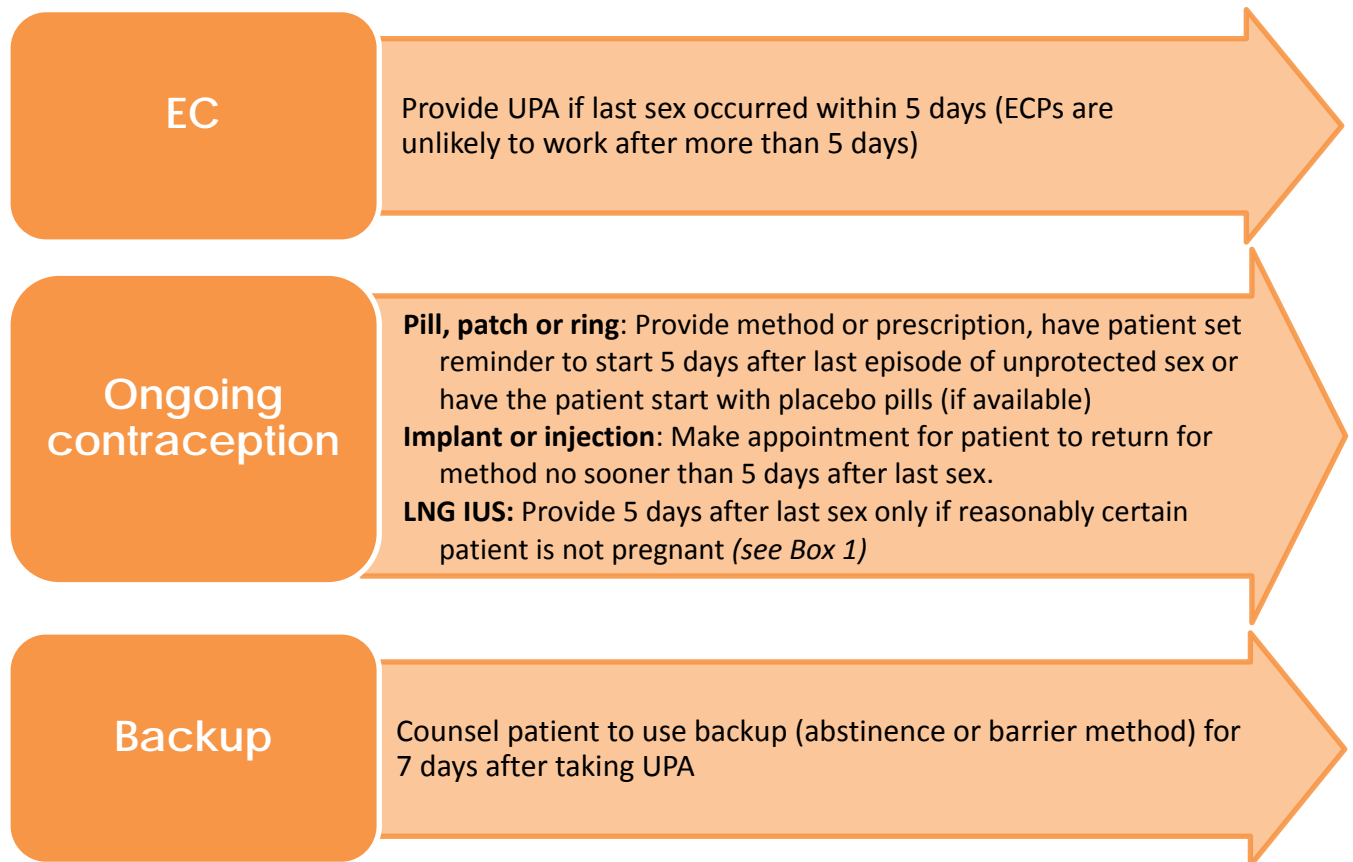 EC
Provide UPA if last sex occurred within 5 days (ECPs are
unlikely to work after more than 5 days)
Ongoing
contraception
Pill, patch or ring: Provide method or prescription, have patient set
reminder to start 5 days after last episode of unprotected sex or
have the patient start with placebo pills (if available)
Implant or injection: Make appointment for patient to return for
method no sooner than 5 days after last sex.
LNG IUS: Provide 5 days after last sex only if reasonably certain
patient is not pregnant (see Box 1)
Backup
Counsel patient to use backup (abstinence or barrier method) for
7 days after taking UPA